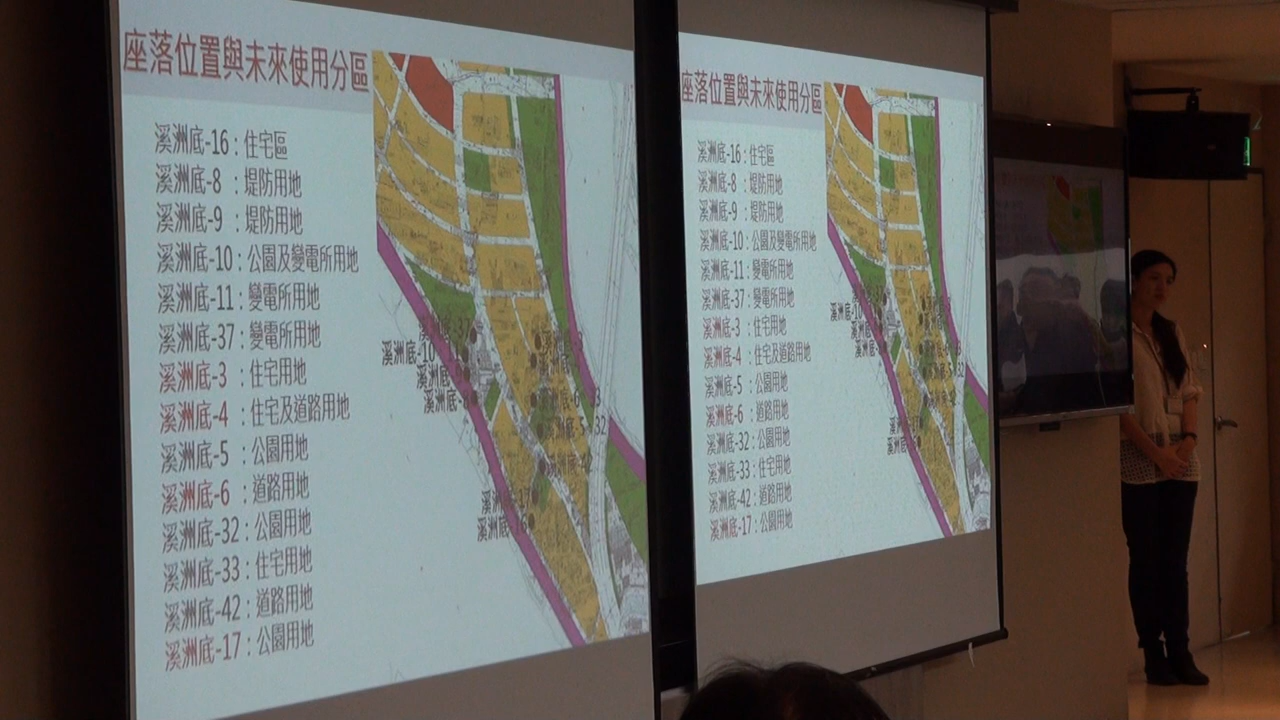 座落位置與未來使用分區
溪洲底-16：住宅區
溪洲底-8 ：堤防用地
溪洲底-9 ：堤防用地
溪洲底-10：公園及變電所用地
溪洲底-11：變電所用地
溪洲底-37：變電所用地
溪洲底-3 ：住宅用地
溪洲底-4 ：住宅及道路用地
溪洲底-5 ：公園用地
溪洲底-6 ：道路用地
溪洲底-32：公園用地
溪洲底-33：住宅用地
溪洲底-42：道路用地
溪洲底-17：公園用地
溪洲底-10
座落位置與未來使用分區
溪洲底-16：住宅區
溪洲底-8 ：堤防用地
溪洲底-9 ：堤防用地
溪洲底-10：公園及變電所用地
溪洲底-11：變電所用地
溪洲底-37：變電所用地
溪洲底-3 ：住宅用地
溪洲底-4 ：住宅及道路用地
溪洲底-5 ：公園用地
溪洲底-6 ：道路用地
溪洲底-32：公園用地
溪洲底-33：住宅用地
溪洲底-42：道路用地
溪洲底-17：公園用地
溪洲底-10